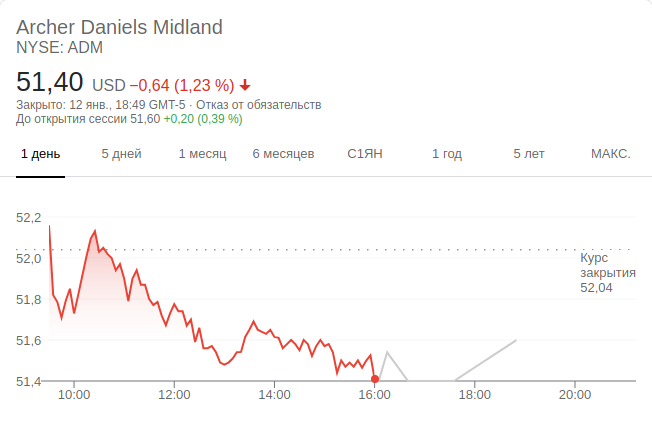 Archer Daniels Midland
NYSE: ADM
51,40 USD −0,64 (1,23 %)
Закрыто: 12 янв., 18:49 GMT-5 · Отказ от обязательств
До открытия сессии 51,60 +0,20 (0,39 %)
1 день 5 дней 1 месяц 6 месяцев С1ЯН 1 год 5 лет МАКС.
52,2
52,0
51,8
51,6
51,4
Курс
закрытия
52,04
10:00 12:00 14:00 16:00 18:00 20:00